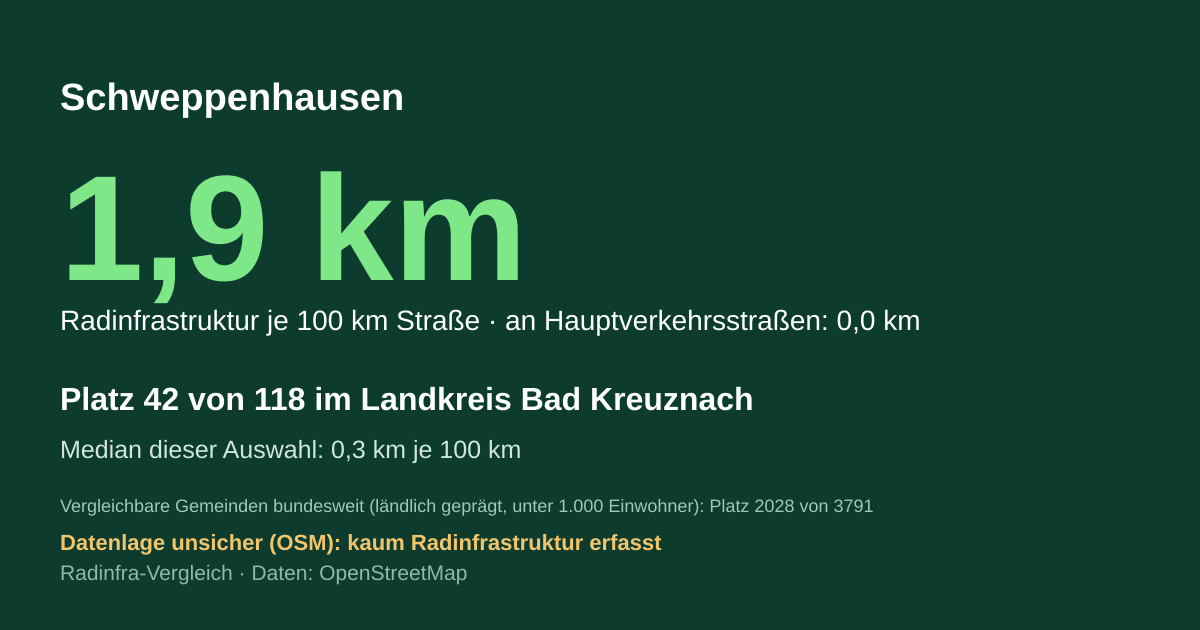 Schweppenhausen
1,9 km
Radinfrastruktur je 100 km Straße · an Hauptverkehrsstraßen: 0,0 km
Platz 42 von 118 im Landkreis Bad Kreuznach
Median dieser Auswahl: 0,3 km je 100 km
Vergleichbare Gemeinden bundesweit (ländlich geprägt, unter 1.000 Einwohner): Platz 2028 von 3791
Datenlage unsicher (OSM): kaum Radinfrastruktur erfasst
Radinfra-Vergleich · Daten: OpenStreetMap